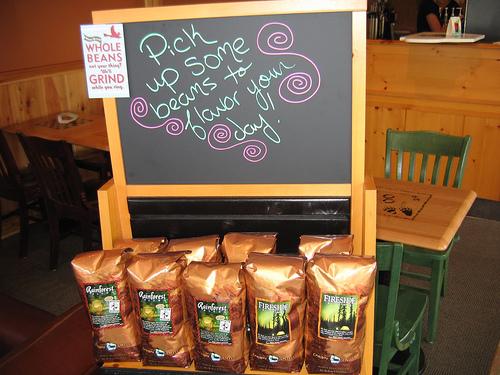 WHOLE
BEANS
not your thing?
We'll
GRIND
while you ring.
Pick
up some
beans to
flavor your
day!
Rainforest
Rainforest
Rainforest
FIRESIDE
FIRESIDE